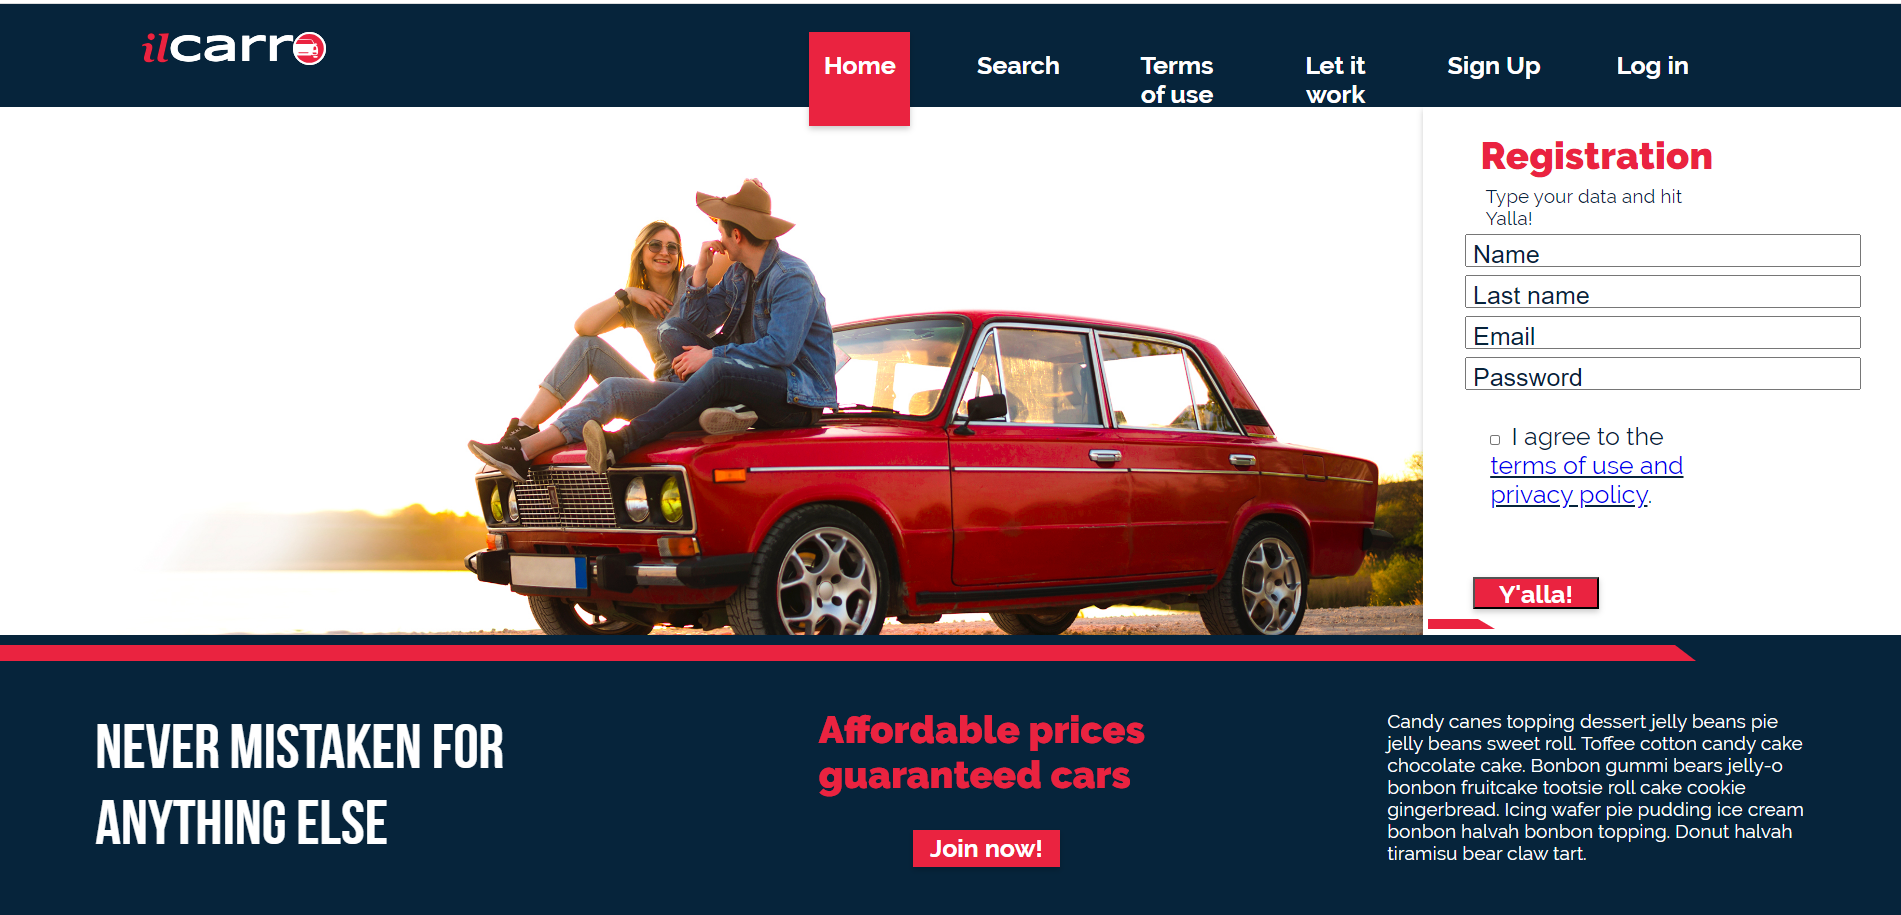 ilcarro
Home
Search
Terms
of use
Let it
work
Sign Up
Log in
Registration
Type your data and hit
Yalla!
Name
Last name
Email
Password
I agree to the
terms of use and
privacy policy.
Y'alla!
NEVER MISTAKEN FOR
ANYTHING ELSE
Affordable prices
guaranteed cars
Join now!
Candy canes topping dessert jelly beans pie
jelly beans sweet roll. Toffee cotton candy cake
chocolate cake. Bonbon gummi bears jelly-o
bonbon fruitcake tootsie roll cake cookie
gingerbread. Icing wafer pie pudding ice cream
bonbon halvah bonbon topping. Donut halvah
tiramisu bear claw tart.